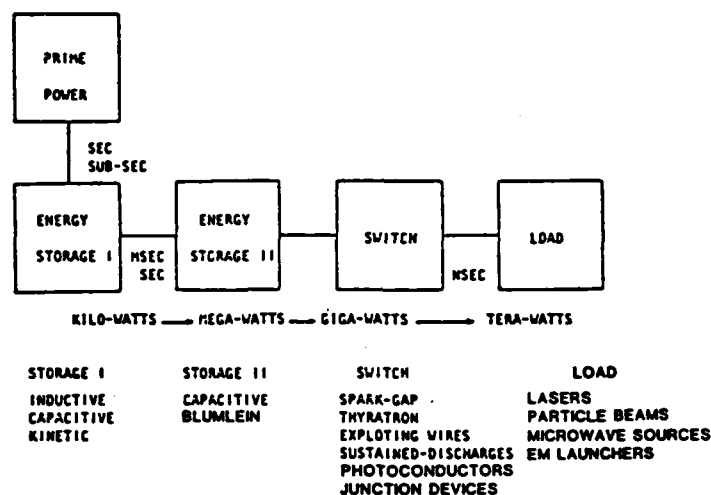 PRIME
POWER
SEC
SUB-SEC
ENERGY
STORAGE I
MSEC
SEC
ENERGY
STORAGE II
SWITCH
NSEC
LOAD
KILO-WATTS → MEGA-WATTS → GIGA-WATTS → TERA-WATTS
STORAGE I
INDUCTIVE
CAPACITIVE
KINETIC
STORAGE II
CAPACITIVE
BLUMLEIN
SWITCH
SPARK-GAP
THYRATRON
EXPLOTING WIRES
SUSTAINED-DISCHARGES
PHOTOCONDUCTORS
JUNCTION DEVICES
LOAD
LASERS
PARTICLE BEAMS
MICROWAVE SOURCES
EM LAUNCHERS